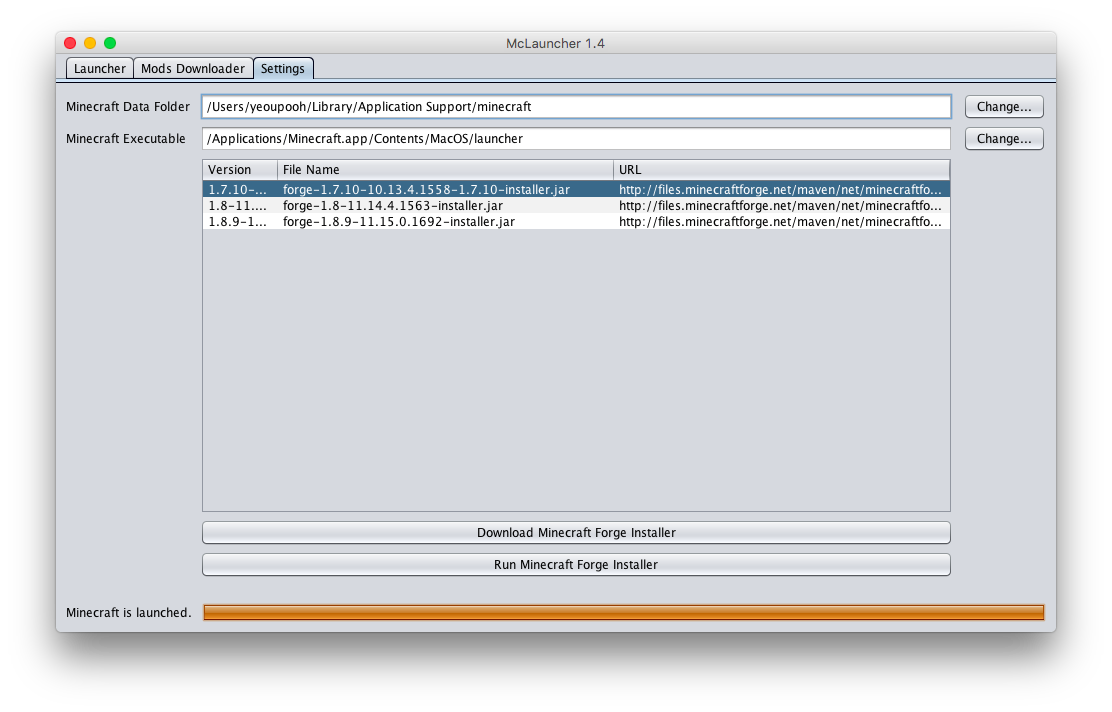 McLauncher 1.4
Launcher Mods Downloader Settings
Minecraft Data Folder /Users/yeoupooh/Library/Application Support/minecraft Change...
Minecraft Executable /Applications/Minecraft.app/Contents/MacOS/launcher Change...
Version File Name URL
1.7.10-... forge-1.7.10-10.13.4.1558-1.7.10-installer.jar http://files.minecraftforge.net/maven/net/minecraftfo...
1.8-11.... forge-1.8-11.14.4.1563-installer.jar http://files.minecraftforge.net/maven/net/minecraftfo...
1.8.9-1... forge-1.8.9-11.15.0.1692-installer.jar http://files.minecraftforge.net/maven/net/minecraftfo...
Download Minecraft Forge Installer
Run Minecraft Forge Installer
Minecraft is launched.